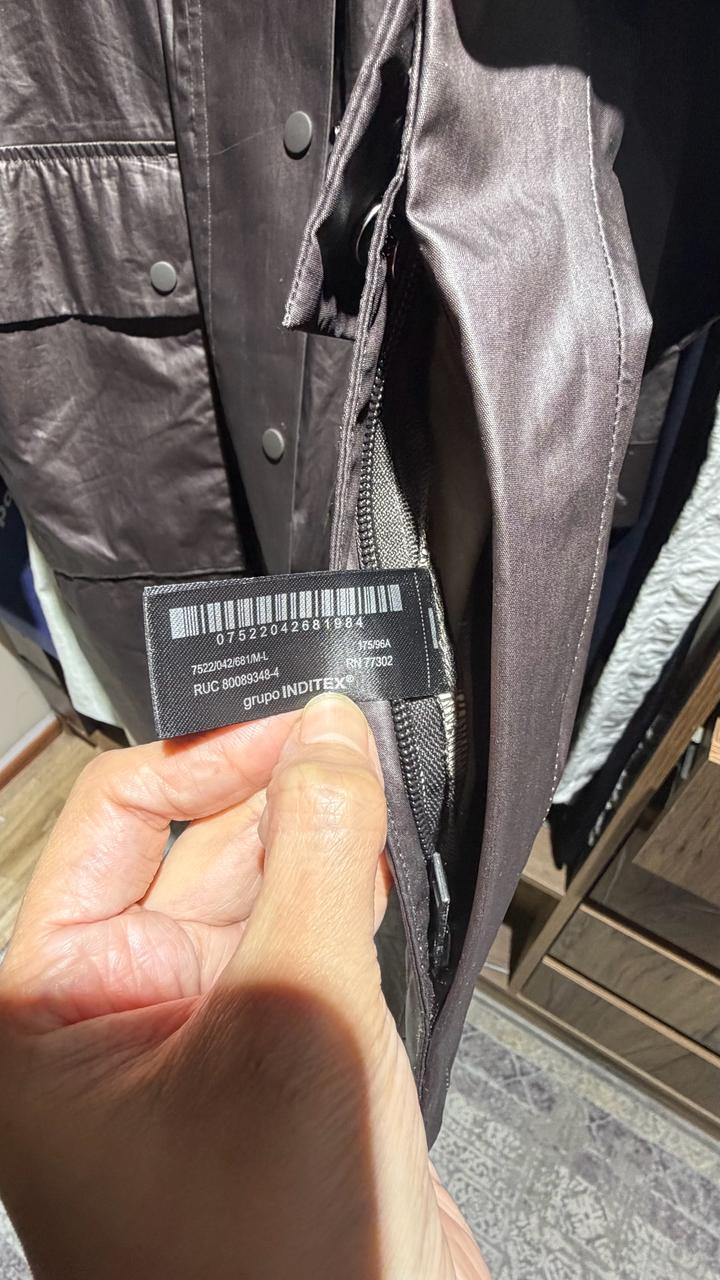 07522042681984
7522/042/681/M-L 175/96A
RUC 80089348-4 RN 77302
grupo INDITEX®